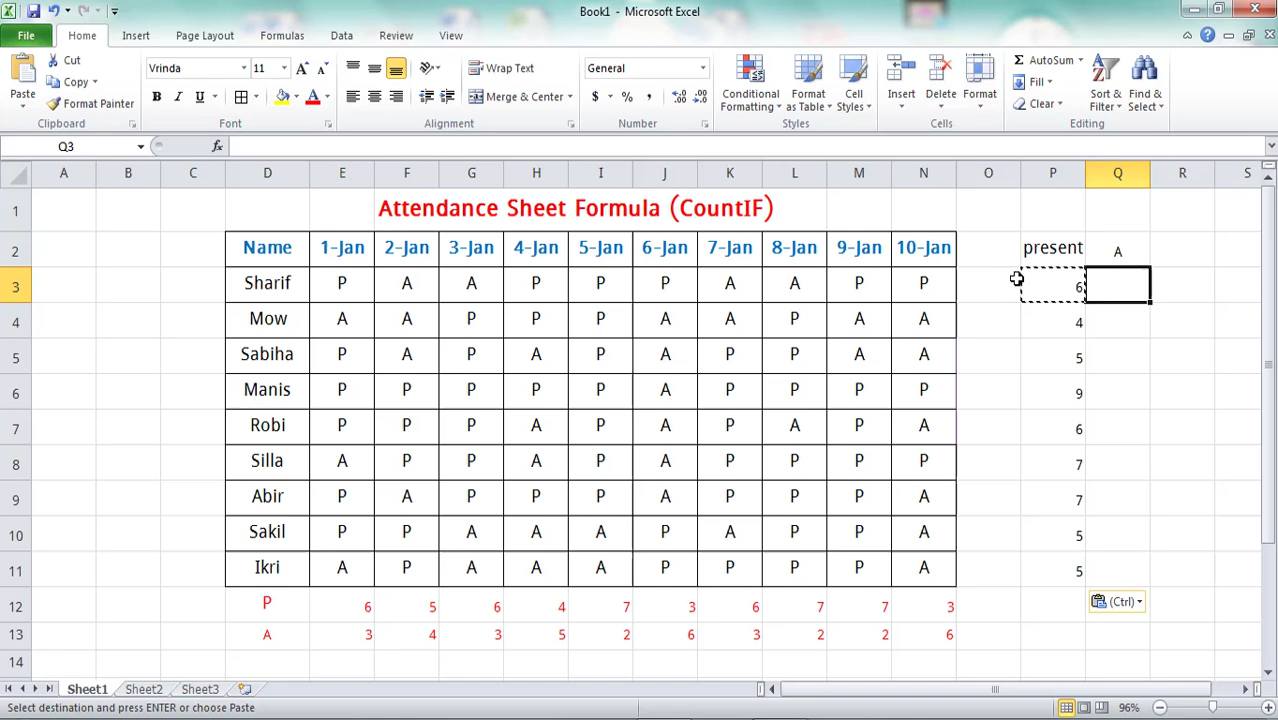 Book1 - Microsoft Excel
File Home Insert Page Layout Formulas Data Review View
Paste
Cut
Copy
Format Painter
Clipboard
Vrinda 11
B I U
Font
Wrap Text
Merge & Center
Alignment
General
$ % ,
Number
Conditional Formatting
Format as Table
Cell Styles
Styles
Insert
Delete
Format
Cells
AutoSum
Fill
Clear
Sort & Filter
Find & Select
Editing
Q3 fx
A B C D E F G H I J K L M N O P Q R S
1 Attendance Sheet Formula (CountIF)
2 Name 1-Jan 2-Jan 3-Jan 4-Jan 5-Jan 6-Jan 7-Jan 8-Jan 9-Jan 10-Jan present A
3 Sharif P A A P P P A A P P 6
4 Mow A A P P P A A P A A 4
5 Sabiha P A P A P A P P A A 5
6 Manis P P P P P A P P P P 9
7 Robi P P P A P A P A P A 6
8 Silla A P P A P A P P P P 7
9 Abir P A P P P A P P P A 7
10 Sakil P P A A A P A P P A 5
11 Ikri A P A A A P P P P A 5
12 P 6 5 6 4 7 3 6 7 7 3
(Ctrl)
13 A 3 4 3 5 2 6 3 2 2 6
14
Sheet1 Sheet2 Sheet3
Select destination and press ENTER or choose Paste 96%